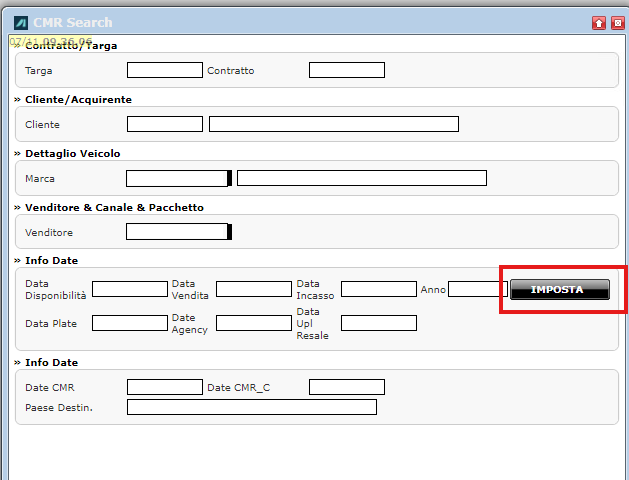 CMR Search
07/11 09.36.06
» Contratto/Targa
Targa Contratto
» Cliente/Acquirente
Cliente
» Dettaglio Veicolo
Marca
» Venditore & Canale & Pacchetto
Venditore
» Info Date
Data Disponibilità Data Vendita Data Incasso Anno IMPOSTA
Data Plate Date Agency Data Upl Resale
» Info Date
Date CMR Date CMR_C
Paese Destin.